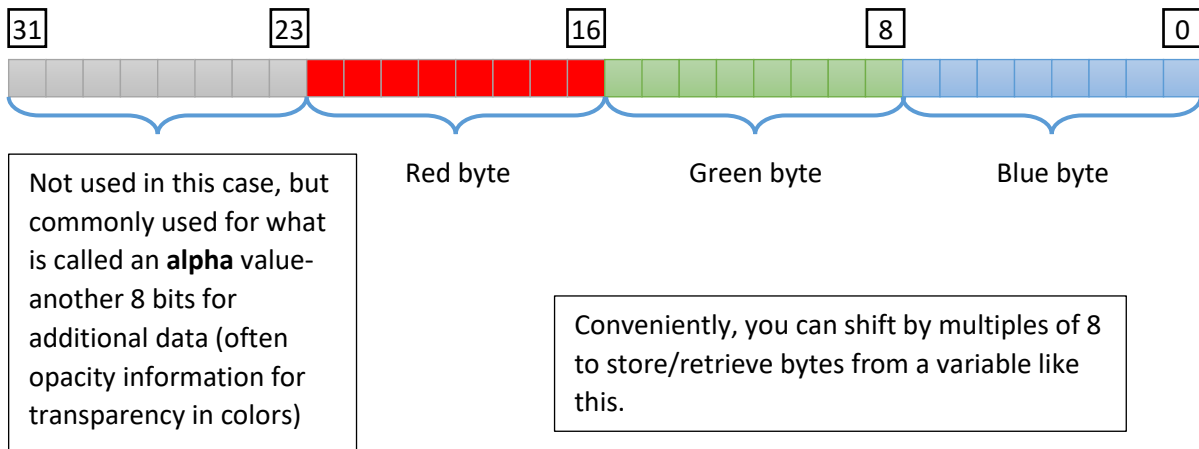 31 23 16 8 0
Red byte Green byte Blue byte
Not used in this case, but
commonly used for what
is called an alpha value-
another 8 bits for
additional data (often
opacity information for
transparency in colors)
Conveniently, you can shift by multiples of 8
to store/retrieve bytes from a variable like
this.